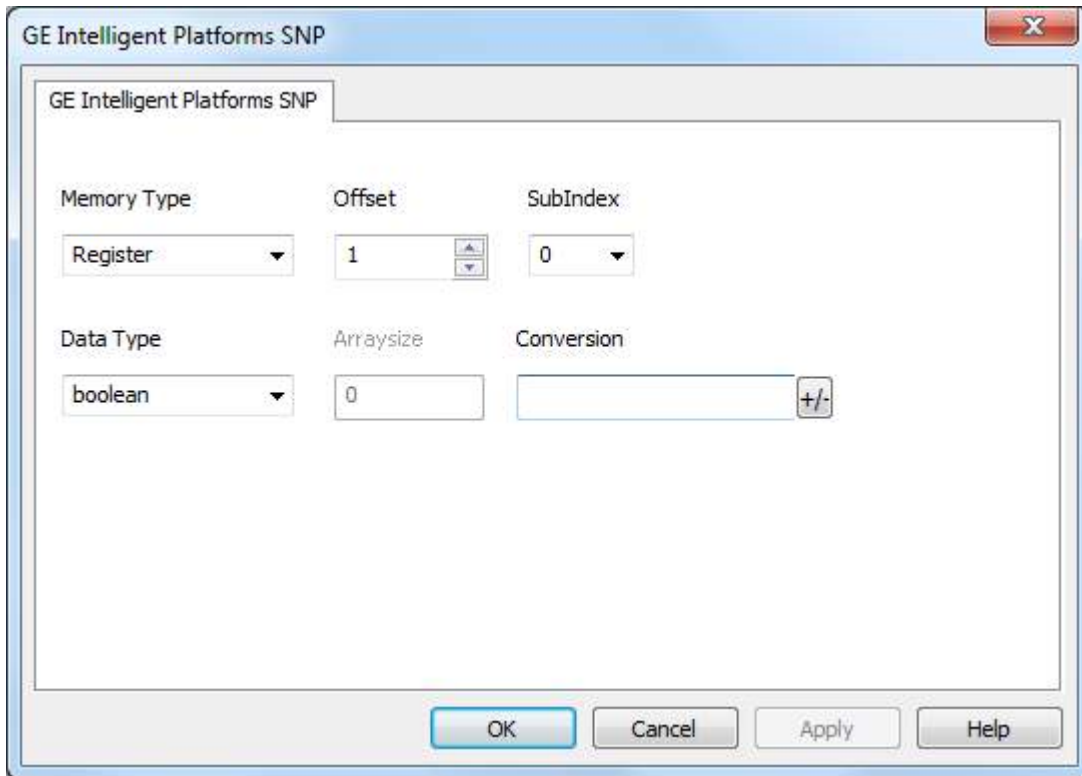 GE Intelligent Platforms SNP
GE Intelligent Platforms SNP
Memory Type Offset SubIndex
Register 1 0
Data Type Arraysize Conversion
boolean 0 +/-
OK Cancel Apply Help